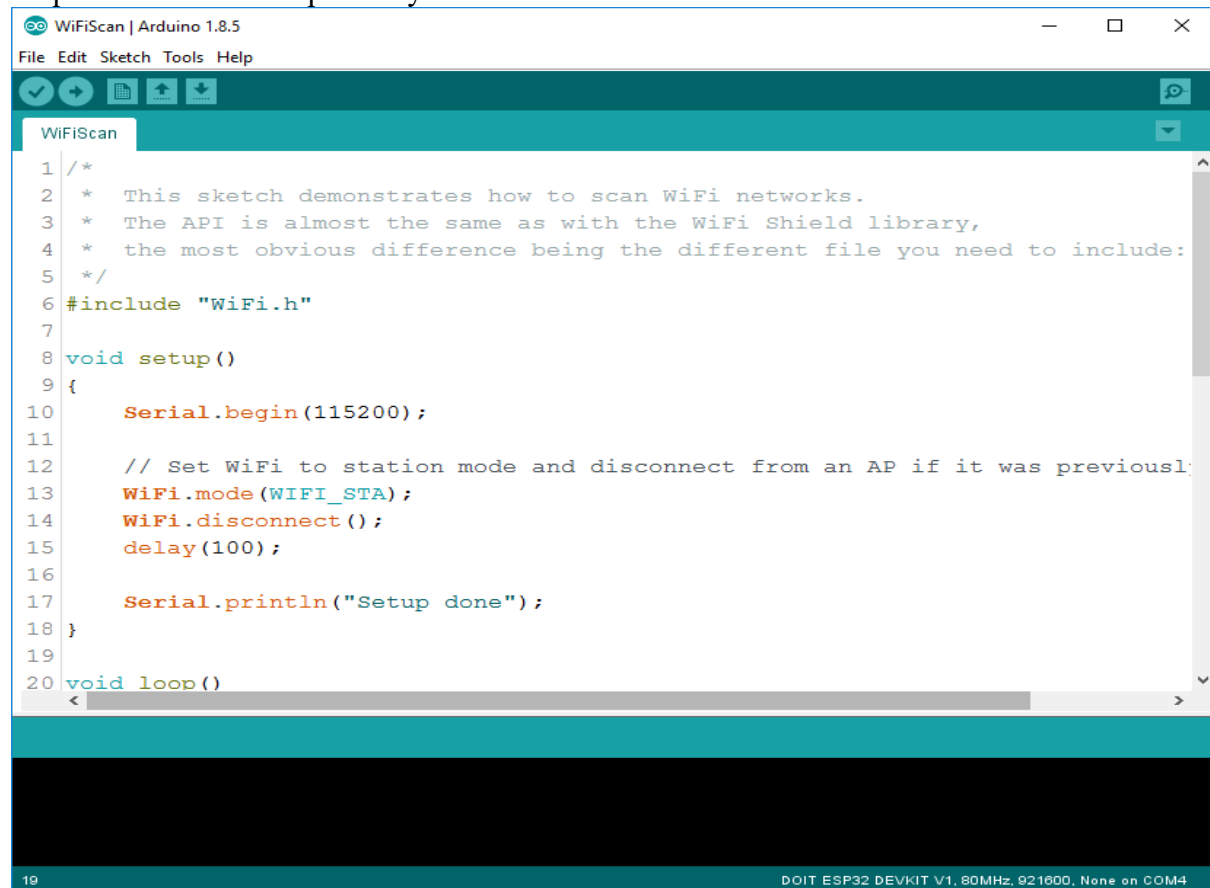 WiFiScan | Arduino 1.8.5
File Edit Sketch Tools Help
WiFiScan
1 /*
2  *  This sketch demonstrates how to scan WiFi networks.
3  *  The API is almost the same as with the WiFi Shield library,
4  *  the most obvious difference being the different file you need to include:
5  */
6 #include "WiFi.h"
7
8 void setup()
9 {
10     Serial.begin(115200);
11
12     // Set WiFi to station mode and disconnect from an AP if it was previousl
13     WiFi.mode(WIFI_STA);
14     WiFi.disconnect();
15     delay(100);
16
17     Serial.println("Setup done");
18 }
19
20 void loop()
19
DOIT ESP32 DEVKIT V1, 80MHz, 921600, None on COM4